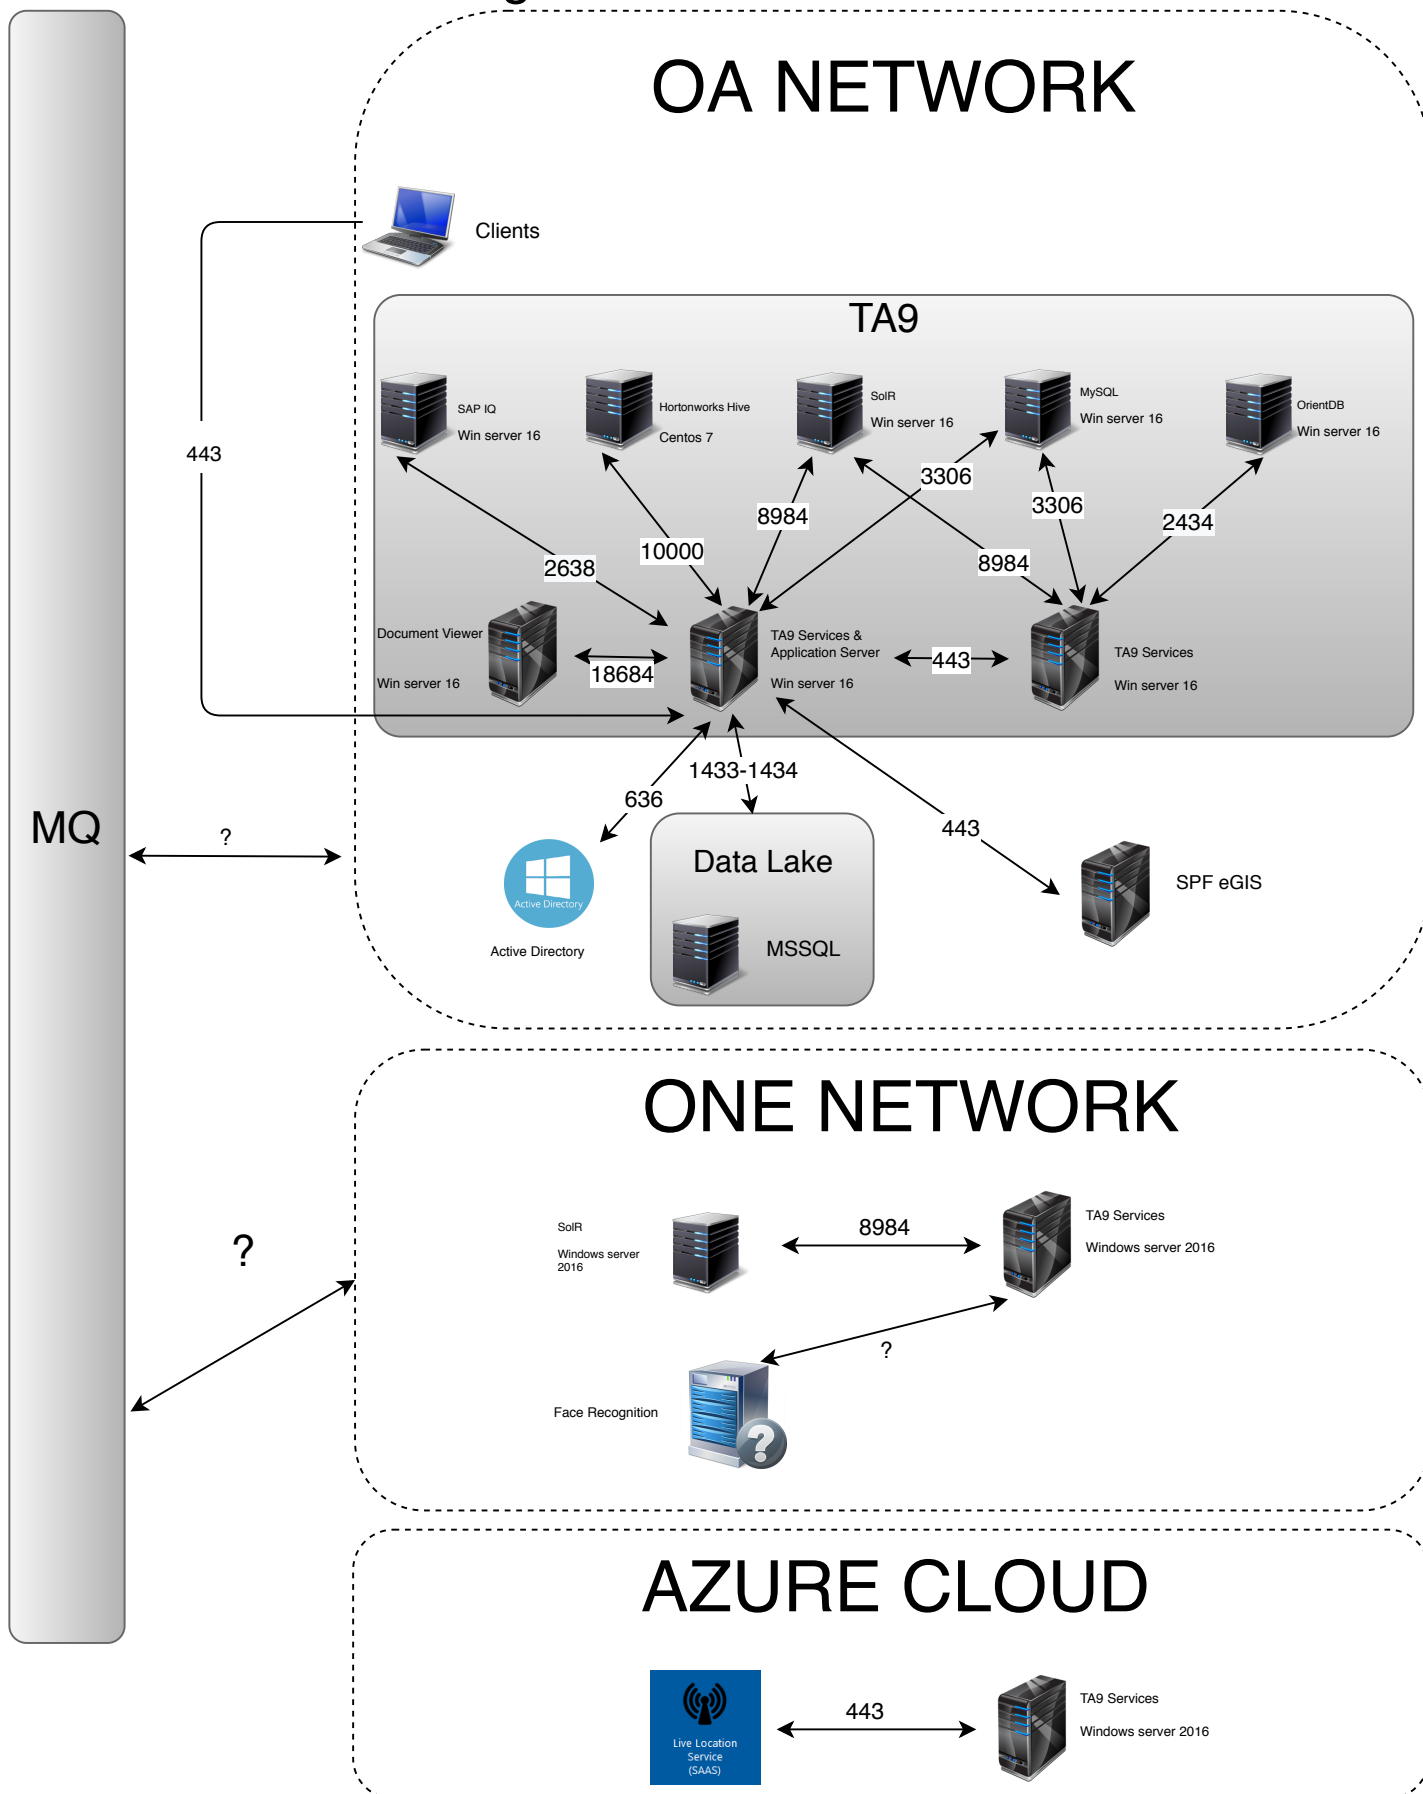 OA NETWORK
Clients
TA9
SAP IQ
Win server 16
Hortonworks Hive
Centos 7
SolR
Win server 16
MySQL
Win server 16
OrientDB
Win server 16
443
3306
8984
3306
2434
10000
2638
8984
Document Viewer
Win server 16
18684
TA9 Services &
Application Server
Win server 16
443
TA9 Services
Win server 16
1433-1434
636
443
MQ
?
Data Lake
MSSQL
Active Directory
Active Directory
SPF eGIS
ONE NETWORK
?
SolR
Windows server
2016
8984
TA9 Services
Windows server 2016
?
Face Recognition
?
AZURE CLOUD
Live Location
Service
(SAAS)
443
TA9 Services
Windows server 2016